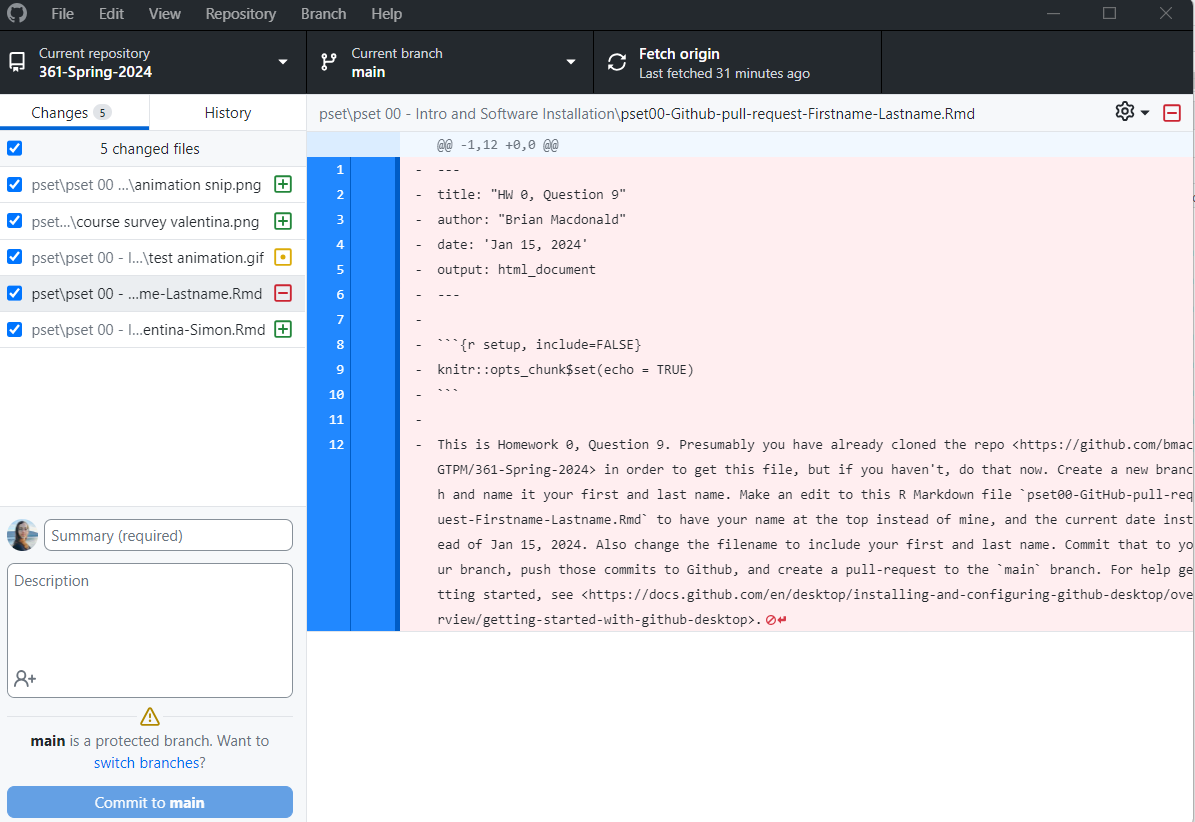 File Edit View Repository Branch Help
Current repository
361-Spring-2024
Current branch
main
Fetch origin
Last fetched 31 minutes ago
Changes 5 History
5 changed files
pset\pset 00 ...\animation snip.png
pset...\course survey valentina.png
pset\pset 00 - I...\test animation.gif
pset\pset 00 - ...me-Lastname.Rmd
pset\pset 00 - I...entina-Simon.Rmd
Summary (required)
Description
main is a protected branch. Want to
switch branches?
Commit to main
pset\pset 00 - Intro and Software Installation\pset00-Github-pull-request-Firstname-Lastname.Rmd
@@ -1,12 +0,0 @@
1 - ---
2 - title: "HW 0, Question 9"
3 - author: "Brian Macdonald"
4 - date: 'Jan 15, 2024'
5 - output: html_document
6 - ---
7 -
8 - ```{r setup, include=FALSE}
9 - knitr::opts_chunk$set(echo = TRUE)
10 - ```
11 -
12 - This is Homework 0, Question 9. Presumably you have already cloned the repo <https://github.com/bmac
GTPM/361-Spring-2024> in order to get this file, but if you haven't, do that now. Create a new branc
h and name it your first and last name. Make an edit to this R Markdown file `pset00-GitHub-pull-req
uest-Firstname-Lastname.Rmd` to have your name at the top instead of mine, and the current date inst
ead of Jan 15, 2024. Also change the filename to include your first and last name. Commit that to yo
ur branch, push those commits to Github, and create a pull-request to the `main` branch. For help ge
tting started, see <https://docs.github.com/en/desktop/installing-and-configuring-github-desktop/ove
rview/getting-started-with-github-desktop>.